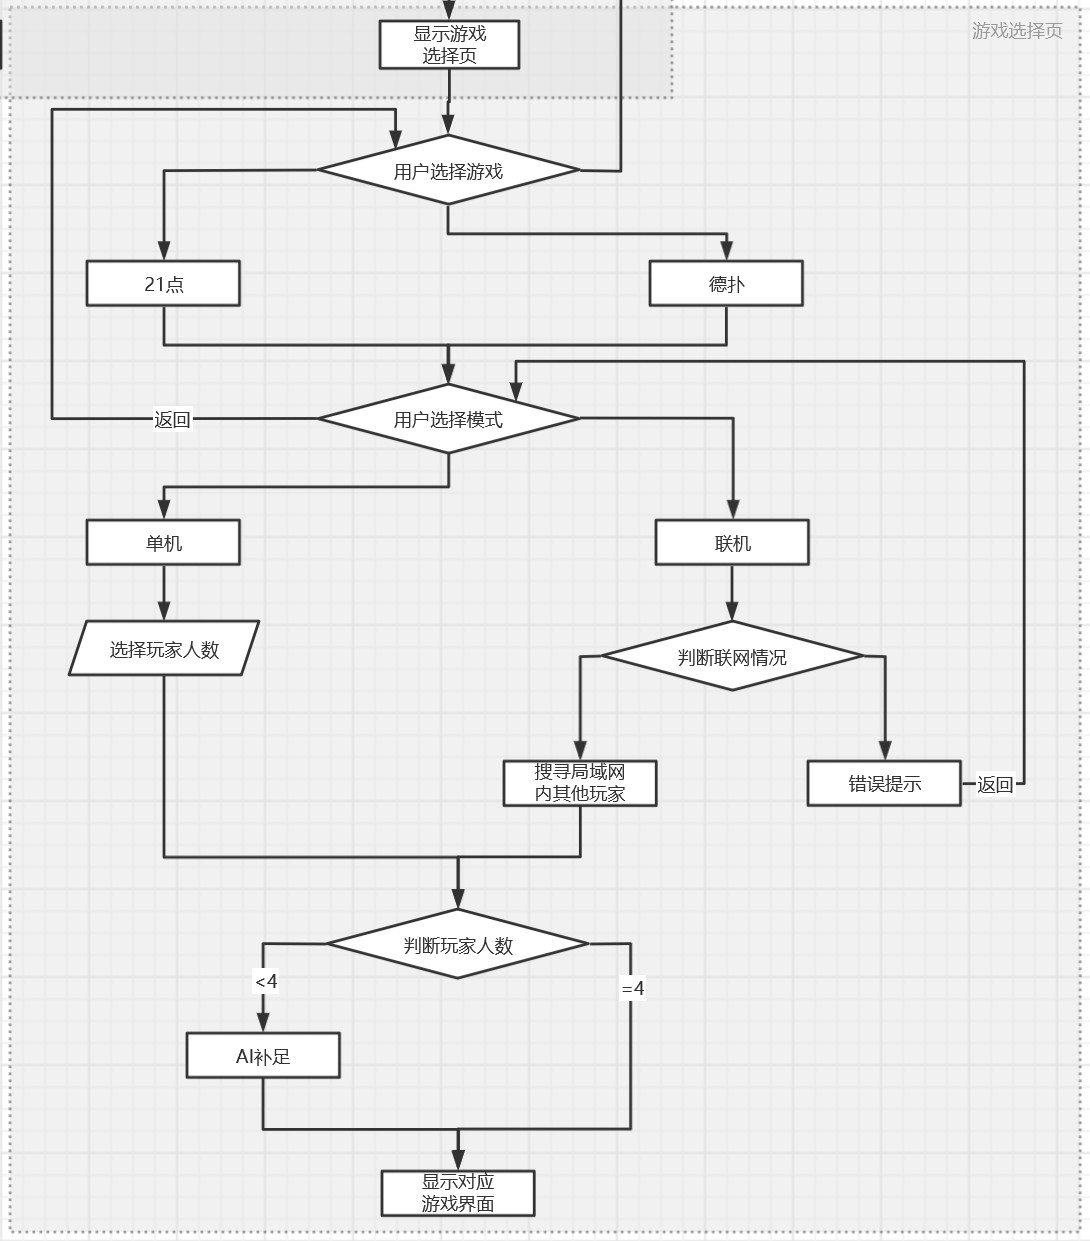 游戏选择页
显示游戏
选择页
用户选择游戏
21点
德扑
返回
用户选择模式
单机
联机
选择玩家人数
判断联网情况
搜寻局域网
内其他玩家
错误提示
返回
判断玩家人数
<4
=4
AI补足
显示对应
游戏界面